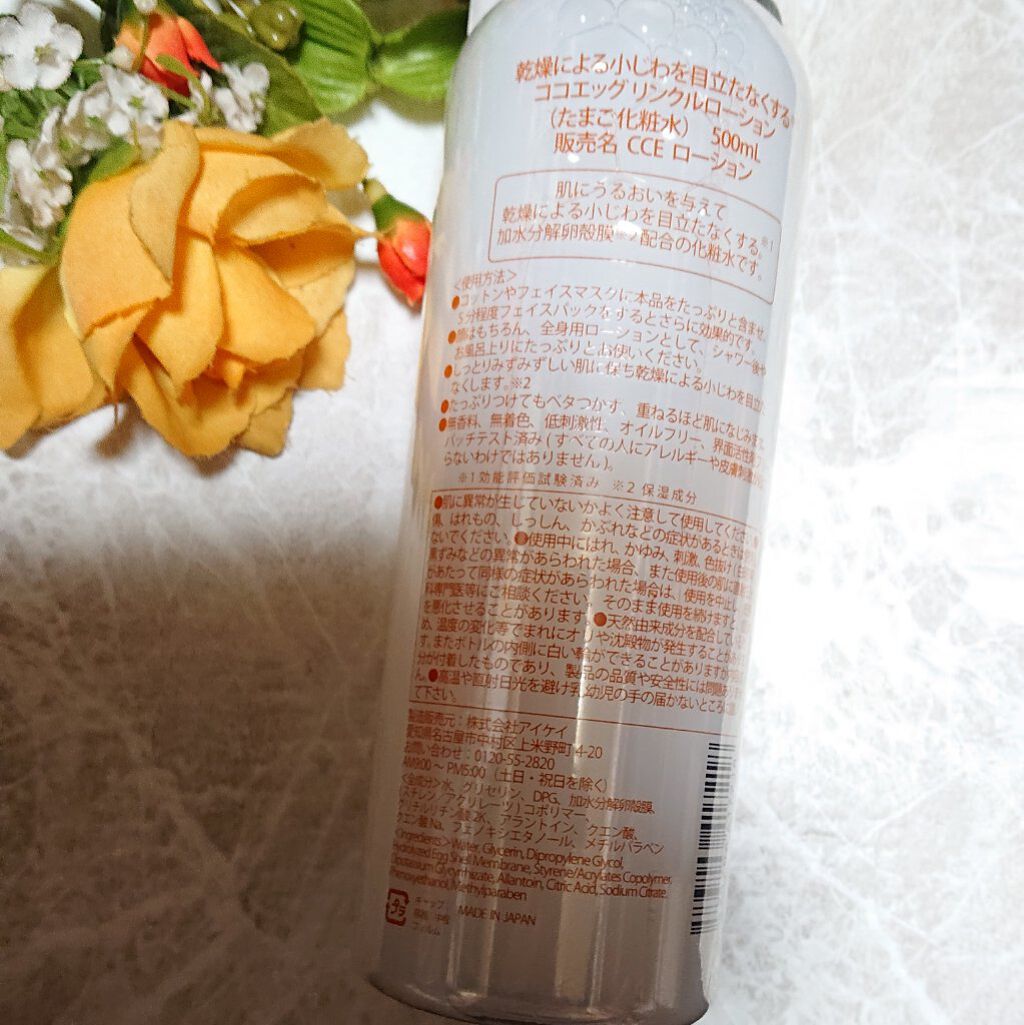 乾燥による小じわを目立たなくする
ココエッグ リンクルローション
（たまご化粧水） 500mL
販売名 CCE ローション
肌にうるおいを与えて
乾燥による小じわを目立たなくする。※1
加水分解卵殻膜※2配合の化粧水です。
＜使用方法＞
●コットンやフェイスマスクに本品をたっぷりと含ませ
5分程度フェイスパックをするとさらに効果的です。
●顔はもちろん、全身用ローションとして、シャワー後や
お風呂上りにたっぷりとお使いください。
●しっとりみずみずしい肌に保ち乾燥による小じわを目立た
なくします。※2
●たっぷりつけてもベタつかず、重ねるほど肌になじみます。
●無香料、無着色、低刺激性、オイルフリー、界面活性剤
パッチテスト済み（すべての人にアレルギーや皮膚刺激が
らないわけではありません）。
※1 効能評価試験済み ※2 保湿成分
●肌に異常が生じていないかよく注意して使用してください。
傷、はれもの、しっしん、かぶれなどの症状があるときは
ないでください。●使用中にはれ、かゆみ、刺激、色抜け
黒ずみなどの異常があらわれた場合、また使用後の肌に直射
があたって同様の症状があらわれた場合は、使用を中止し
科専門医等にご相談ください。そのまま使用を続けますと
を悪化させることがあります。●天然由来成分を配合してい
め、温度の変化等でまれにオリや沈殿物が発生することがあ
す。またボトルの内側に白い輪ができることがありますが
分が付着したものであり、製品の品質や安全性には問題あり
ん。●高温や直射日光を避け乳幼児の手の届かないところに
て下さい。
製造販売元：株式会社アイケイ
愛知県名古屋市中村区上米野町4-20
お問い合わせ：0120-55-2820
AM9:00～PM5:00（土日・祝日を除く）
＜全成分＞水、グリセリン、DPG、加水分解卵殻膜、
(スチレン/アクリレーツ)コポリマー、
グリチルリチン酸2K、アラントイン、クエン酸、
クエン酸Na、フェノキシエタノール、メチルパラベン
＜Ingredients＞Water, Glycerin, Dipropylene Glycol,
Hydrolyzed Egg Shell Membrane, Styrene/Acrylates Copolymer,
Dipotassium Glycyrrhizate, Allantoin, Citric Acid, Sodium Citrate,
Phenoxyethanol, Methylparaben
プラ
キャップ
フィルム
MADE IN JAPAN